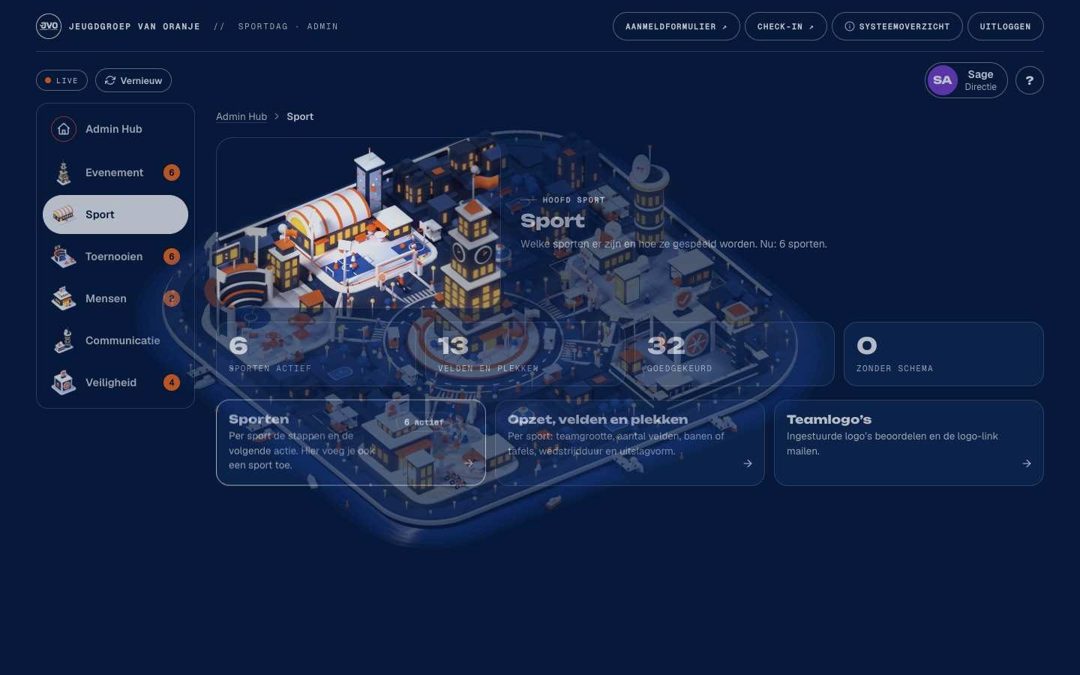 JVO JEUGDGROEP VAN ORANJE // SPORTDAG · ADMIN
AANMELDFORMULIER ↗
CHECK-IN ↗
SYSTEEMOVERZICHT
UITLOGGEN
LIVE
Vernieuw
SA
Sage
Directie
?
Admin Hub
Evenement 6
Sport
Toernooien 6
Mensen 2
Communicatie
Veiligheid 4
Admin Hub > Sport
HOOFD SPORT
Sport
Welke sporten er zijn en hoe ze gespeeld worden. Nu: 6 sporten.
6
SPORTEN ACTIEF
13
VELDEN EN PLEKKEN
32
GOEDGEKEURD
0
ZONDER SCHEMA
Sporten
6 actief
Per sport de stappen en de
volgende actie. Hier voeg je ook
een sport toe.
→
Opzet, velden en plekken
Per sport: teamgrootte, aantal velden, banen of
tafels, wedstrijdduur en uitslagvorm.
→
Teamlogo's
Ingestuurde logo's beoordelen en de logo-link
mailen.
→